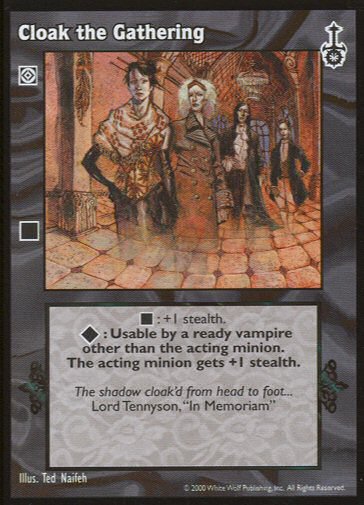 Cloak the Gathering
: +1 stealth.
: Usable by a ready vampire
other than the acting minion.
The acting minion gets +1 stealth.
The shadow cloak'd from head to foot...
Lord Tennyson, "In Memoriam"
Illus. Ted Naifeh
© 2000 White Wolf Publishing, Inc. All Rights Reserved.